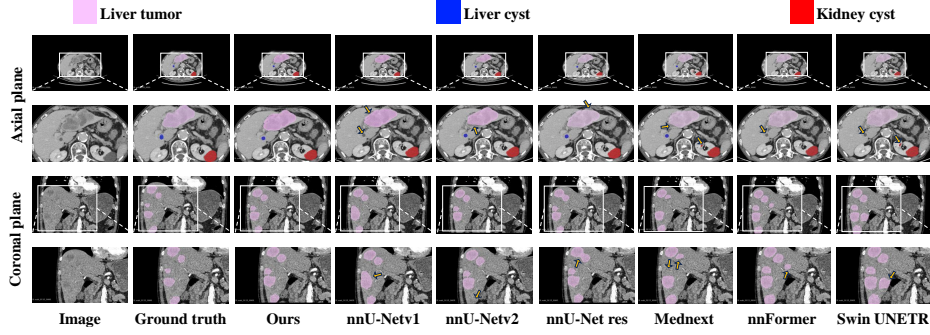 Liver tumor
Liver cyst
Kidney cyst
Axial plane
Coronal plane
Image
Ground truth
Ours
nnU-Netv1
nnU-Netv2
nnU-Net res
Mednext
nnFormer
Swin UNETR